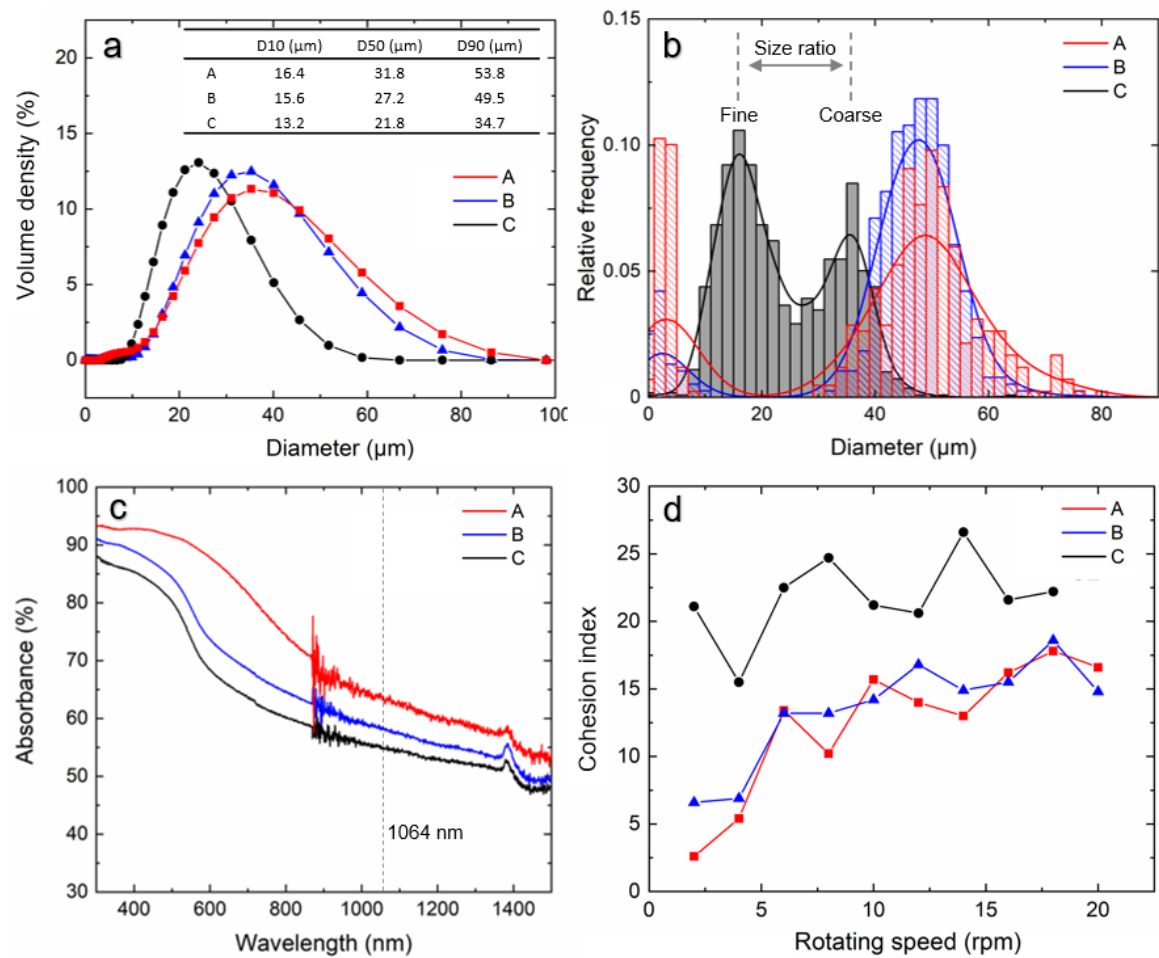 a
D10 (µm) D50 (µm) D90 (µm)
A 16.4 31.8 53.8
B 15.6 27.2 49.5
C 13.2 21.8 34.7
A
B
C
20
15
10
5
0
0 20 40 60 80 100
Volume density (%)
Diameter (µm)
b
Size ratio
Fine
Coarse
A
B
C
0.15
0.10
0.05
0
0 20 40 60 80
Relative frequency
Diameter (µm)
c
A
B
C
1064 nm
100
90
80
70
60
50
40
30
400 600 800 1000 1200 1400
Absorbance (%)
Wavelength (nm)
d
A
B
C
30
25
20
15
10
5
0
0 5 10 15 20
Cohesion index
Rotating speed (rpm)